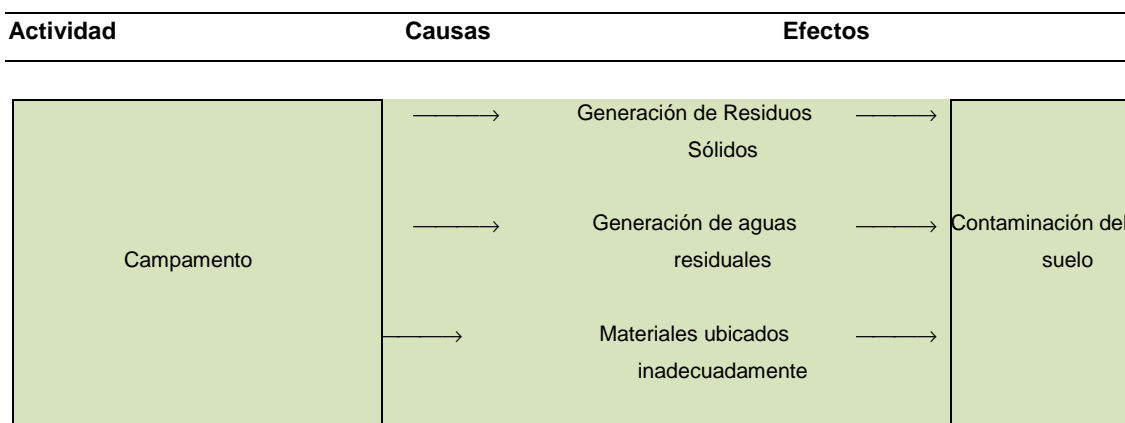 Actividad Causas Efectos
Generación de Residuos
Sólidos
Generación de aguas
residuales
Campamento
Materiales ubicados
inadecuadamente
Contaminación del
suelo